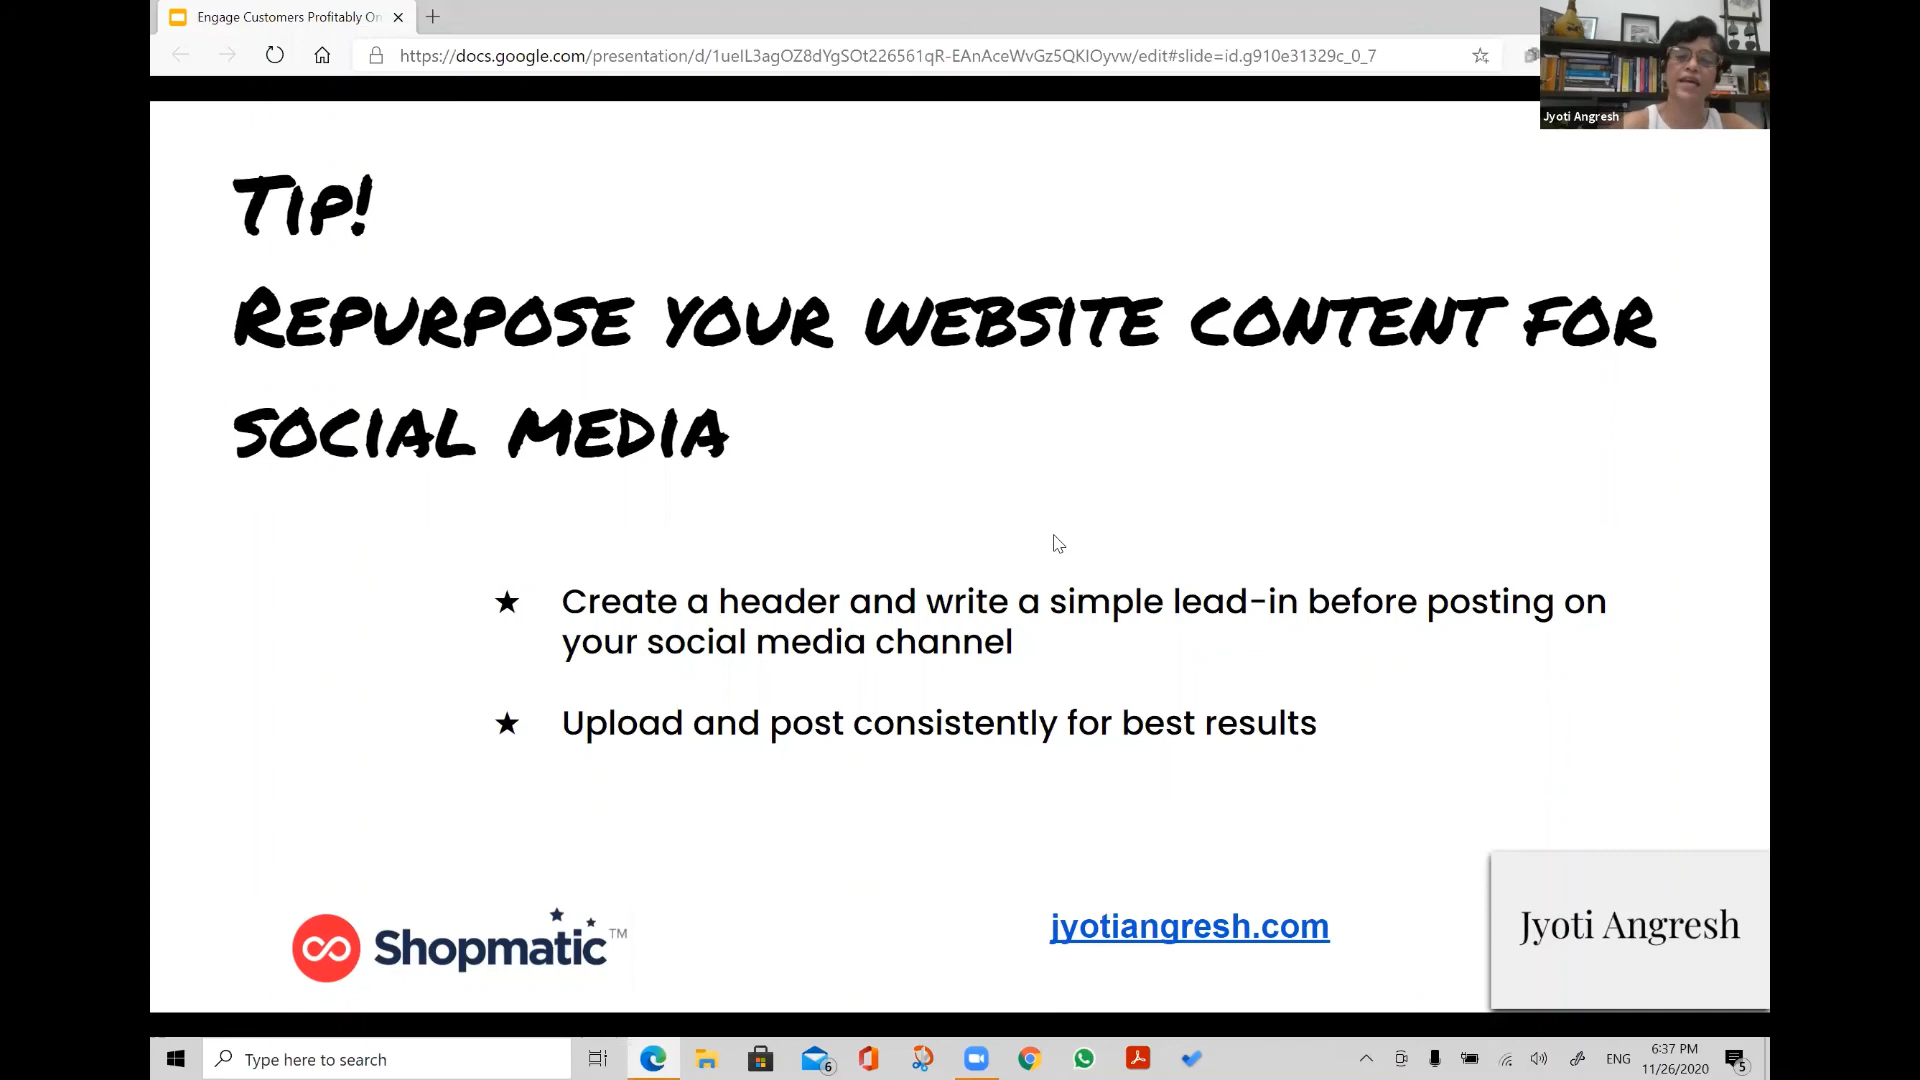 Engage Customers Profitably On
https://docs.google.com/presentation/d/1ueIL3agOZ8dYgSOt226561qR-EAnAceWvGz5QKIOyvw/edit#slide=id.g910e31329c_0_7
Jyoti Angresh
Tip!
Repurpose your website content for
social media
★ Create a header and write a simple lead-in before posting on
your social media channel
★ Upload and post consistently for best results
Shopmatic™
jyotiangresh.com
Jyoti Angresh
Type here to search
6
ENG
6:37 PM
11/26/2020
5